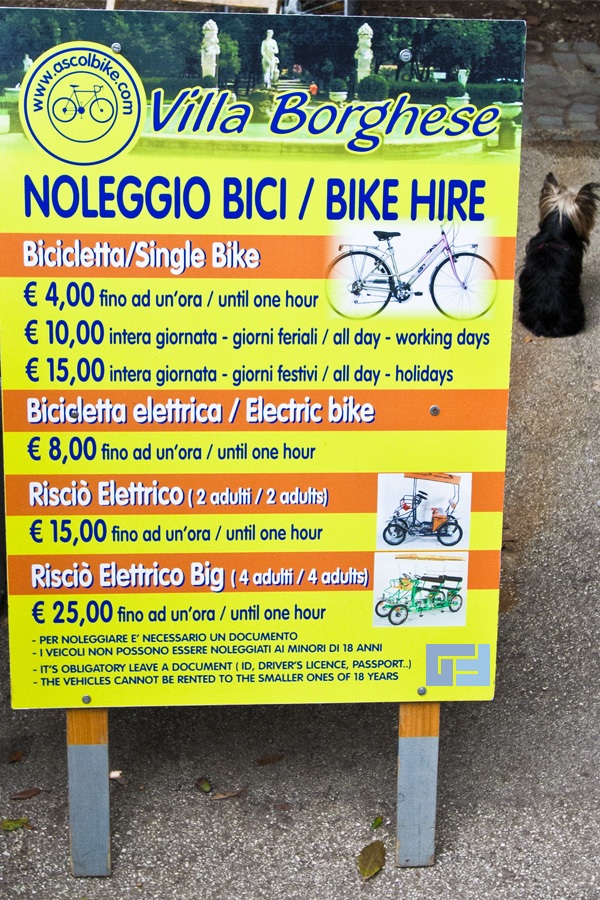 www.ascolbike.com
Villa Borghese
NOLEGGIO BICI / BIKE HIRE
Bicicletta/Single Bike
€ 4,00 fino ad un'ora / until one hour
€ 10,00 intera giornata - giorni feriali / all day - working days
€ 15,00 intera giornata - giorni festivi / all day - holidays
Bicicletta elettrica / Electric bike
€ 8,00 fino ad un'ora / until one hour
Risciò Elettrico ( 2 adulti / 2 adults)
€ 15,00 fino ad un'ora / until one hour
Risciò Elettrico Big ( 4 adulti / 4 adults)
€ 25,00 fino ad un'ora / until one hour
- PER NOLEGGIARE E' NECESSARIO UN DOCUMENTO
- I VEICOLI NON POSSONO ESSERE NOLEGGIATI AI MINORI DI 18 ANNI
- IT'S OBLIGATORY LEAVE A DOCUMENT ( ID, DRIVER'S LICENCE, PASSPORT..)
- THE VEHICLES CANNOT BE RENTED TO THE SMALLER ONES OF 18 YEARS